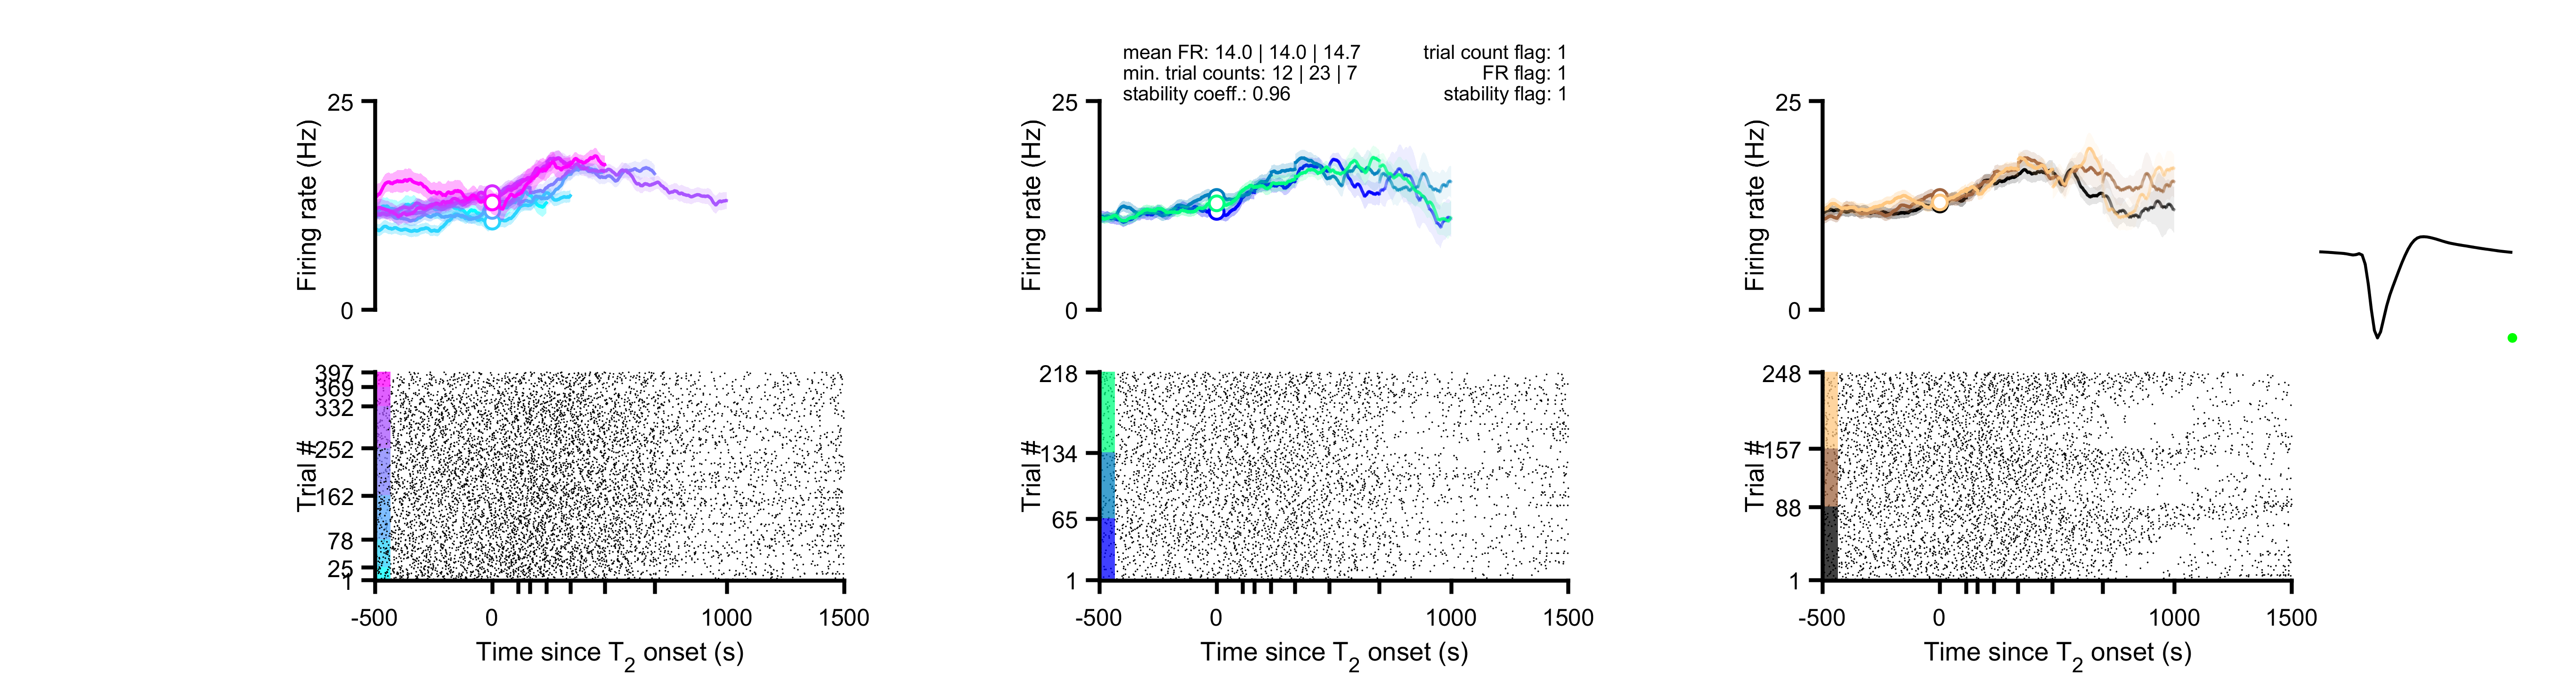 mean FR: 14.0 | 14.0 | 14.7
trial count flag: 1
min. trial counts: 12 | 23 | 7
FR flag: 1
stability coeff.: 0.96
stability flag: 1
25
Firing rate (Hz)
0
25
Firing rate (Hz)
0
25
Firing rate (Hz)
0
397
369
332
252
162
78
25
1
Trial #
-500
0
1000
1500
Time since T2 onset (s)
218
134
65
1
Trial #
-500
0
1000
1500
Time since T2 onset (s)
248
157
88
1
Trial #
-500
0
1000
1500
Time since T2 onset (s)